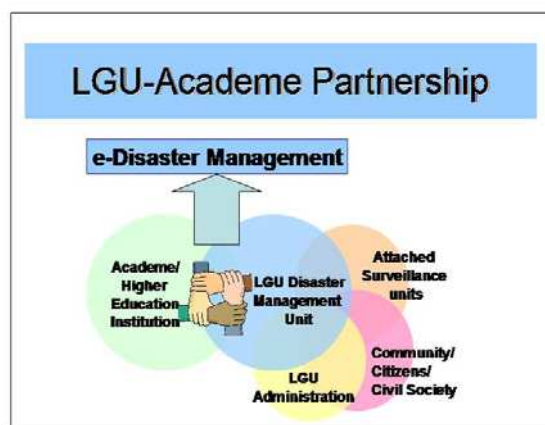 LGU-Academe Partnership
e-Disaster Management
Academe/
Higher
Education
Institution
LGU Disaster
Management
Unit
Attached
Surveillance
units
Community/
Citizens/
Civil Society
LGU
Administration